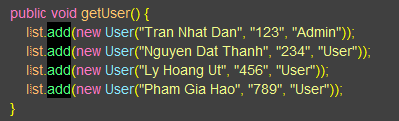 public void getUser() {
list.add(new User("Tran Nhat Dan", "123", "Admin"));
list.add(new User("Nguyen Dat Thanh", "234", "User"));
list.add(new User("Ly Hoang Ut", "456", "User"));
list.add(new User("Pham Gia Hao", "789", "User"));
}